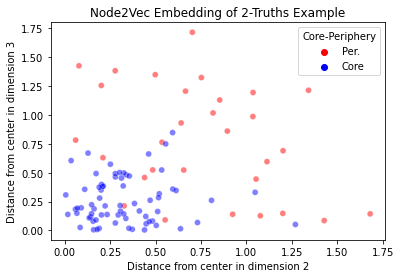 Node2Vec Embedding of 2-Truths Example
Core-Periphery
Per.
Core
Distance from center in dimension 3
1.75
1.50
1.25
1.00
0.75
0.50
0.25
0.00
0.00 0.25 0.50 0.75 1.00 1.25 1.50 1.75
Distance from center in dimension 2